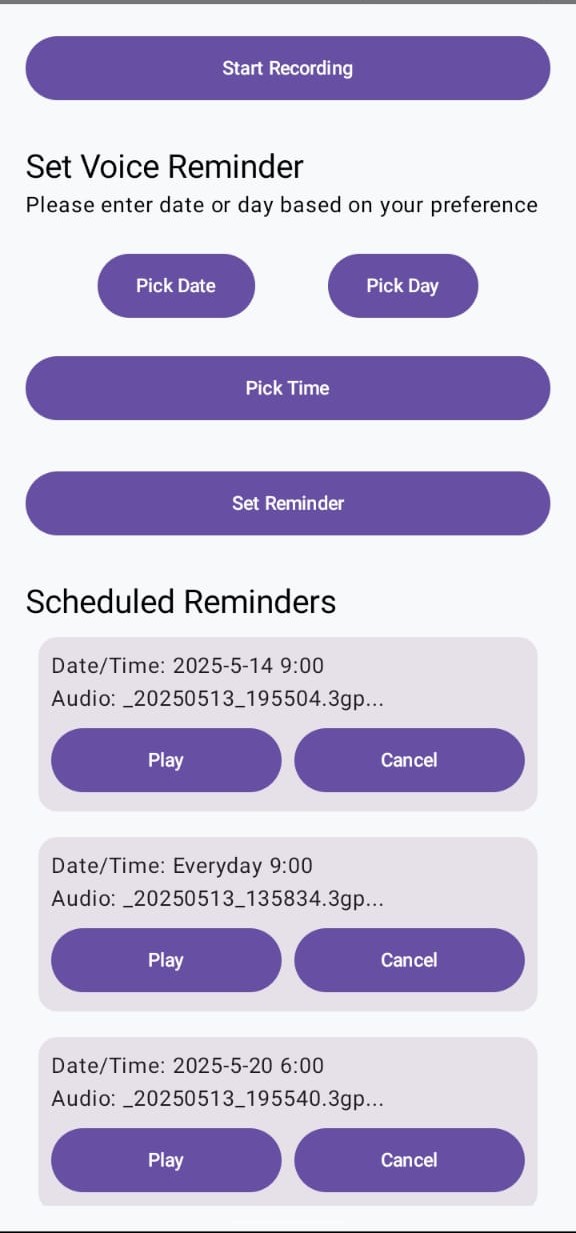 Start Recording
Set Voice Reminder
Please enter date or day based on your preference
Pick Date
Pick Day
Pick Time
Set Reminder
Scheduled Reminders
Date/Time: 2025-5-14 9:00
Audio: _20250513_195504.3gp...
Play
Cancel
Date/Time: Everyday 9:00
Audio: _20250513_135834.3gp...
Play
Cancel
Date/Time: 2025-5-20 6:00
Audio: _20250513_195540.3gp...
Play
Cancel